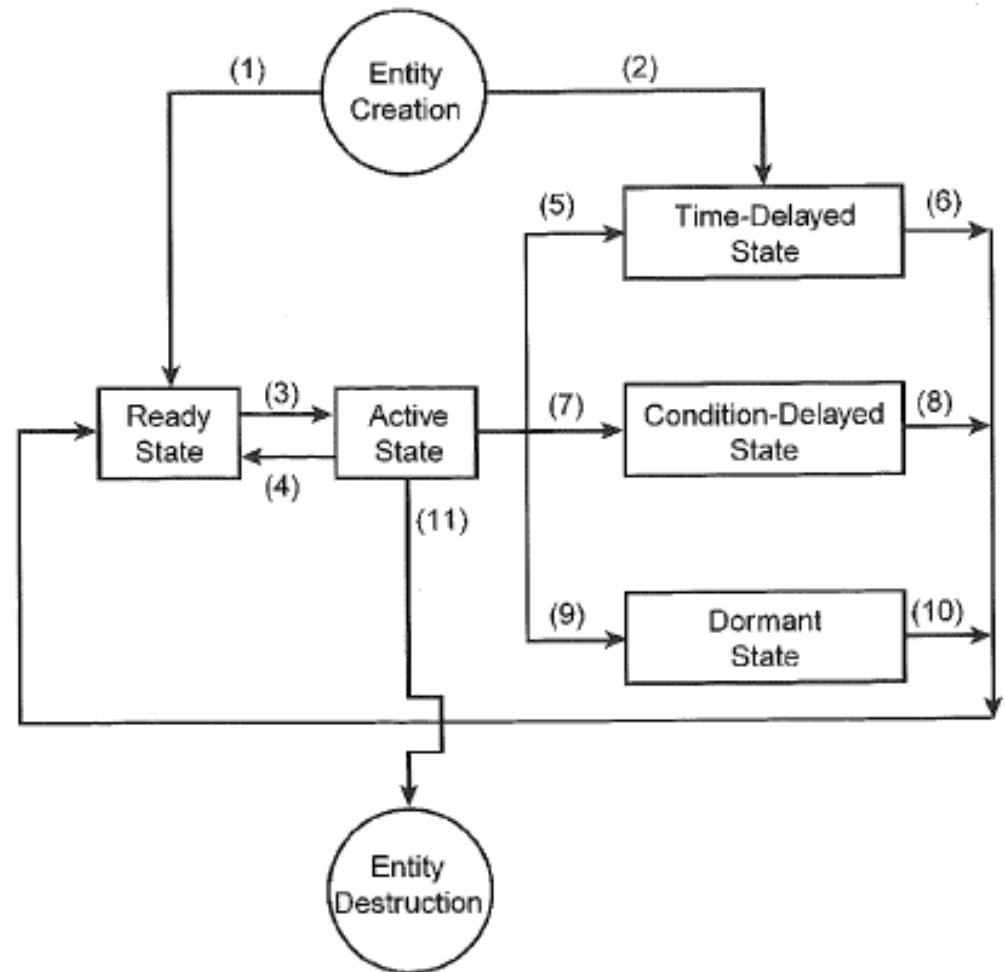 Entity
Creation
(1)
(2)
Time-Delayed
State
(5)
(6)
Ready
State
(3)
(4)
Active
State
(7)
Condition-Delayed
State
(8)
(11)
(9)
Dormant
State
(10)
Entity
Destruction